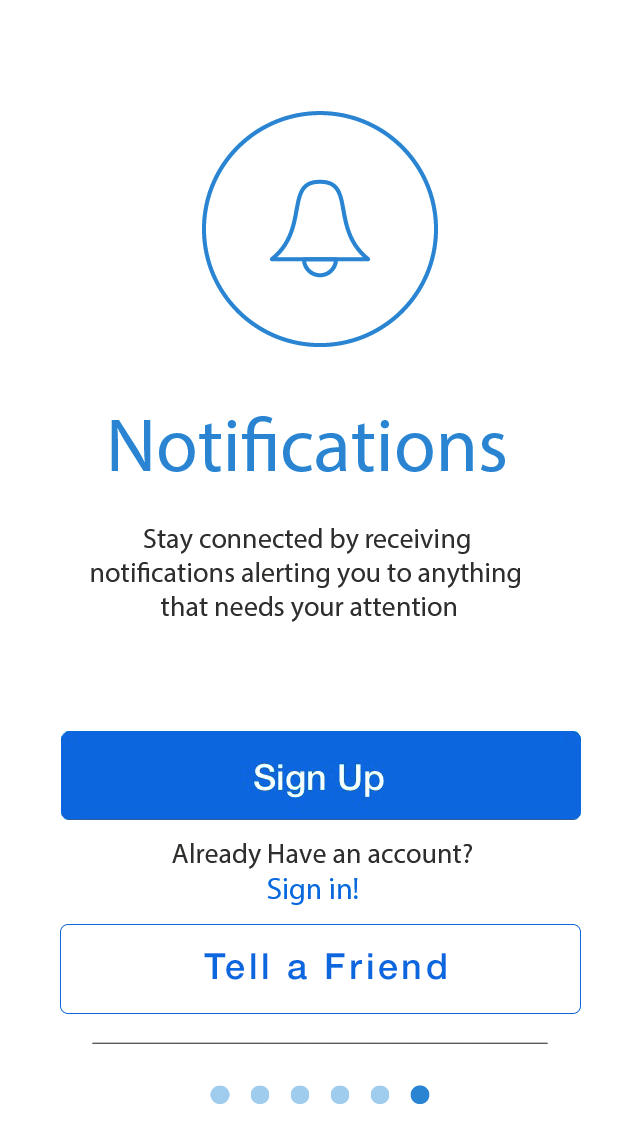 Notifications
Stay connected by receiving
notifications alerting you to anything
that needs your attention
Sign Up
Already Have an account?
Sign in!
Tell a Friend